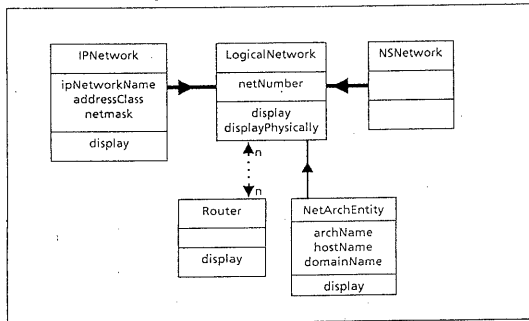 IPNetwork
ipNetworkName
addressClass
netmask
display
LogicalNetwork
netNumber
display
displayPhysically
NSNetwork
n
n
Router
display
NetArchEntity
archName
hostName
domainName
display